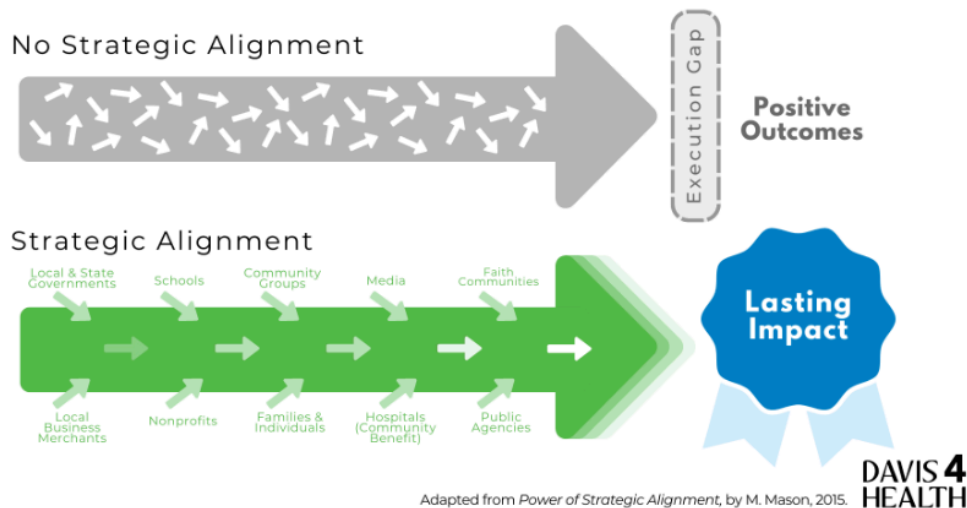 No Strategic Alignment
Execution Gap
Positive
Outcomes
Strategic Alignment
Local & State
Governments
Schools
Community
Groups
Media
Faith
Communities
Local
Business
Merchants
Nonprofits
Families &
Individuals
Hospitals
(Community
Benefit)
Public
Agencies
Lasting
Impact
Adapted from Power of Strategic Alignment, by M. Mason, 2015.
DAVIS 4
HEALTH